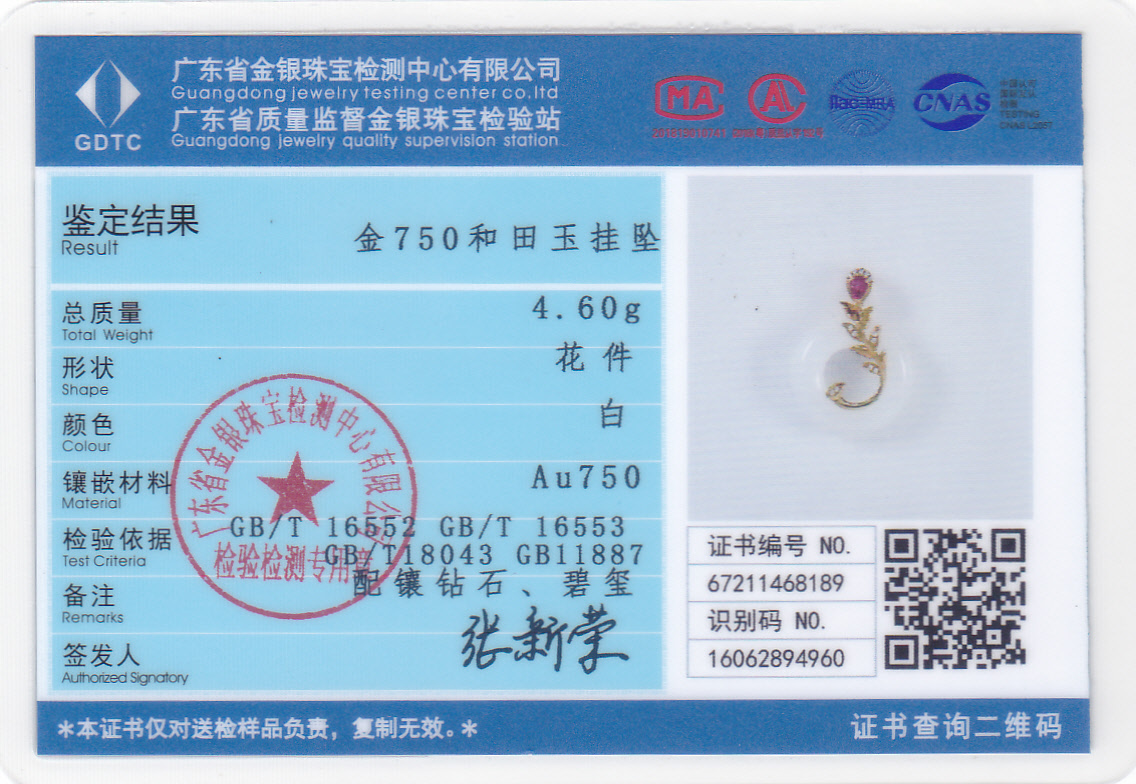 GDTC
广东省金银珠宝检测中心有限公司
Guangdong jewelry testing center co.ltd
广东省质量监督金银珠宝检验站
Guangdong jewelry quality supervision station
MA
AL
ilac-MRA
CNAS
TESTING
鉴定结果
Result
金750和田玉挂坠
总质量
Total Weight
4.60g
形状
Shape
花件
颜色
Colour
白
镶嵌材料
Material
Au750
检验依据
Test Criteria
GB/T 16552 GB/T 16553
GB/T18043 GB11887
备注
Remarks
配镶钻石、碧玺
签发人
Authorized Signatory
张新荣
广东省金银珠宝检测中心有限公司
检验检测专用章
证书编号 NO.
67211468189
识别码 NO.
16062894960
*本证书仅对送检样品负责，复制无效。*
证书查询二维码